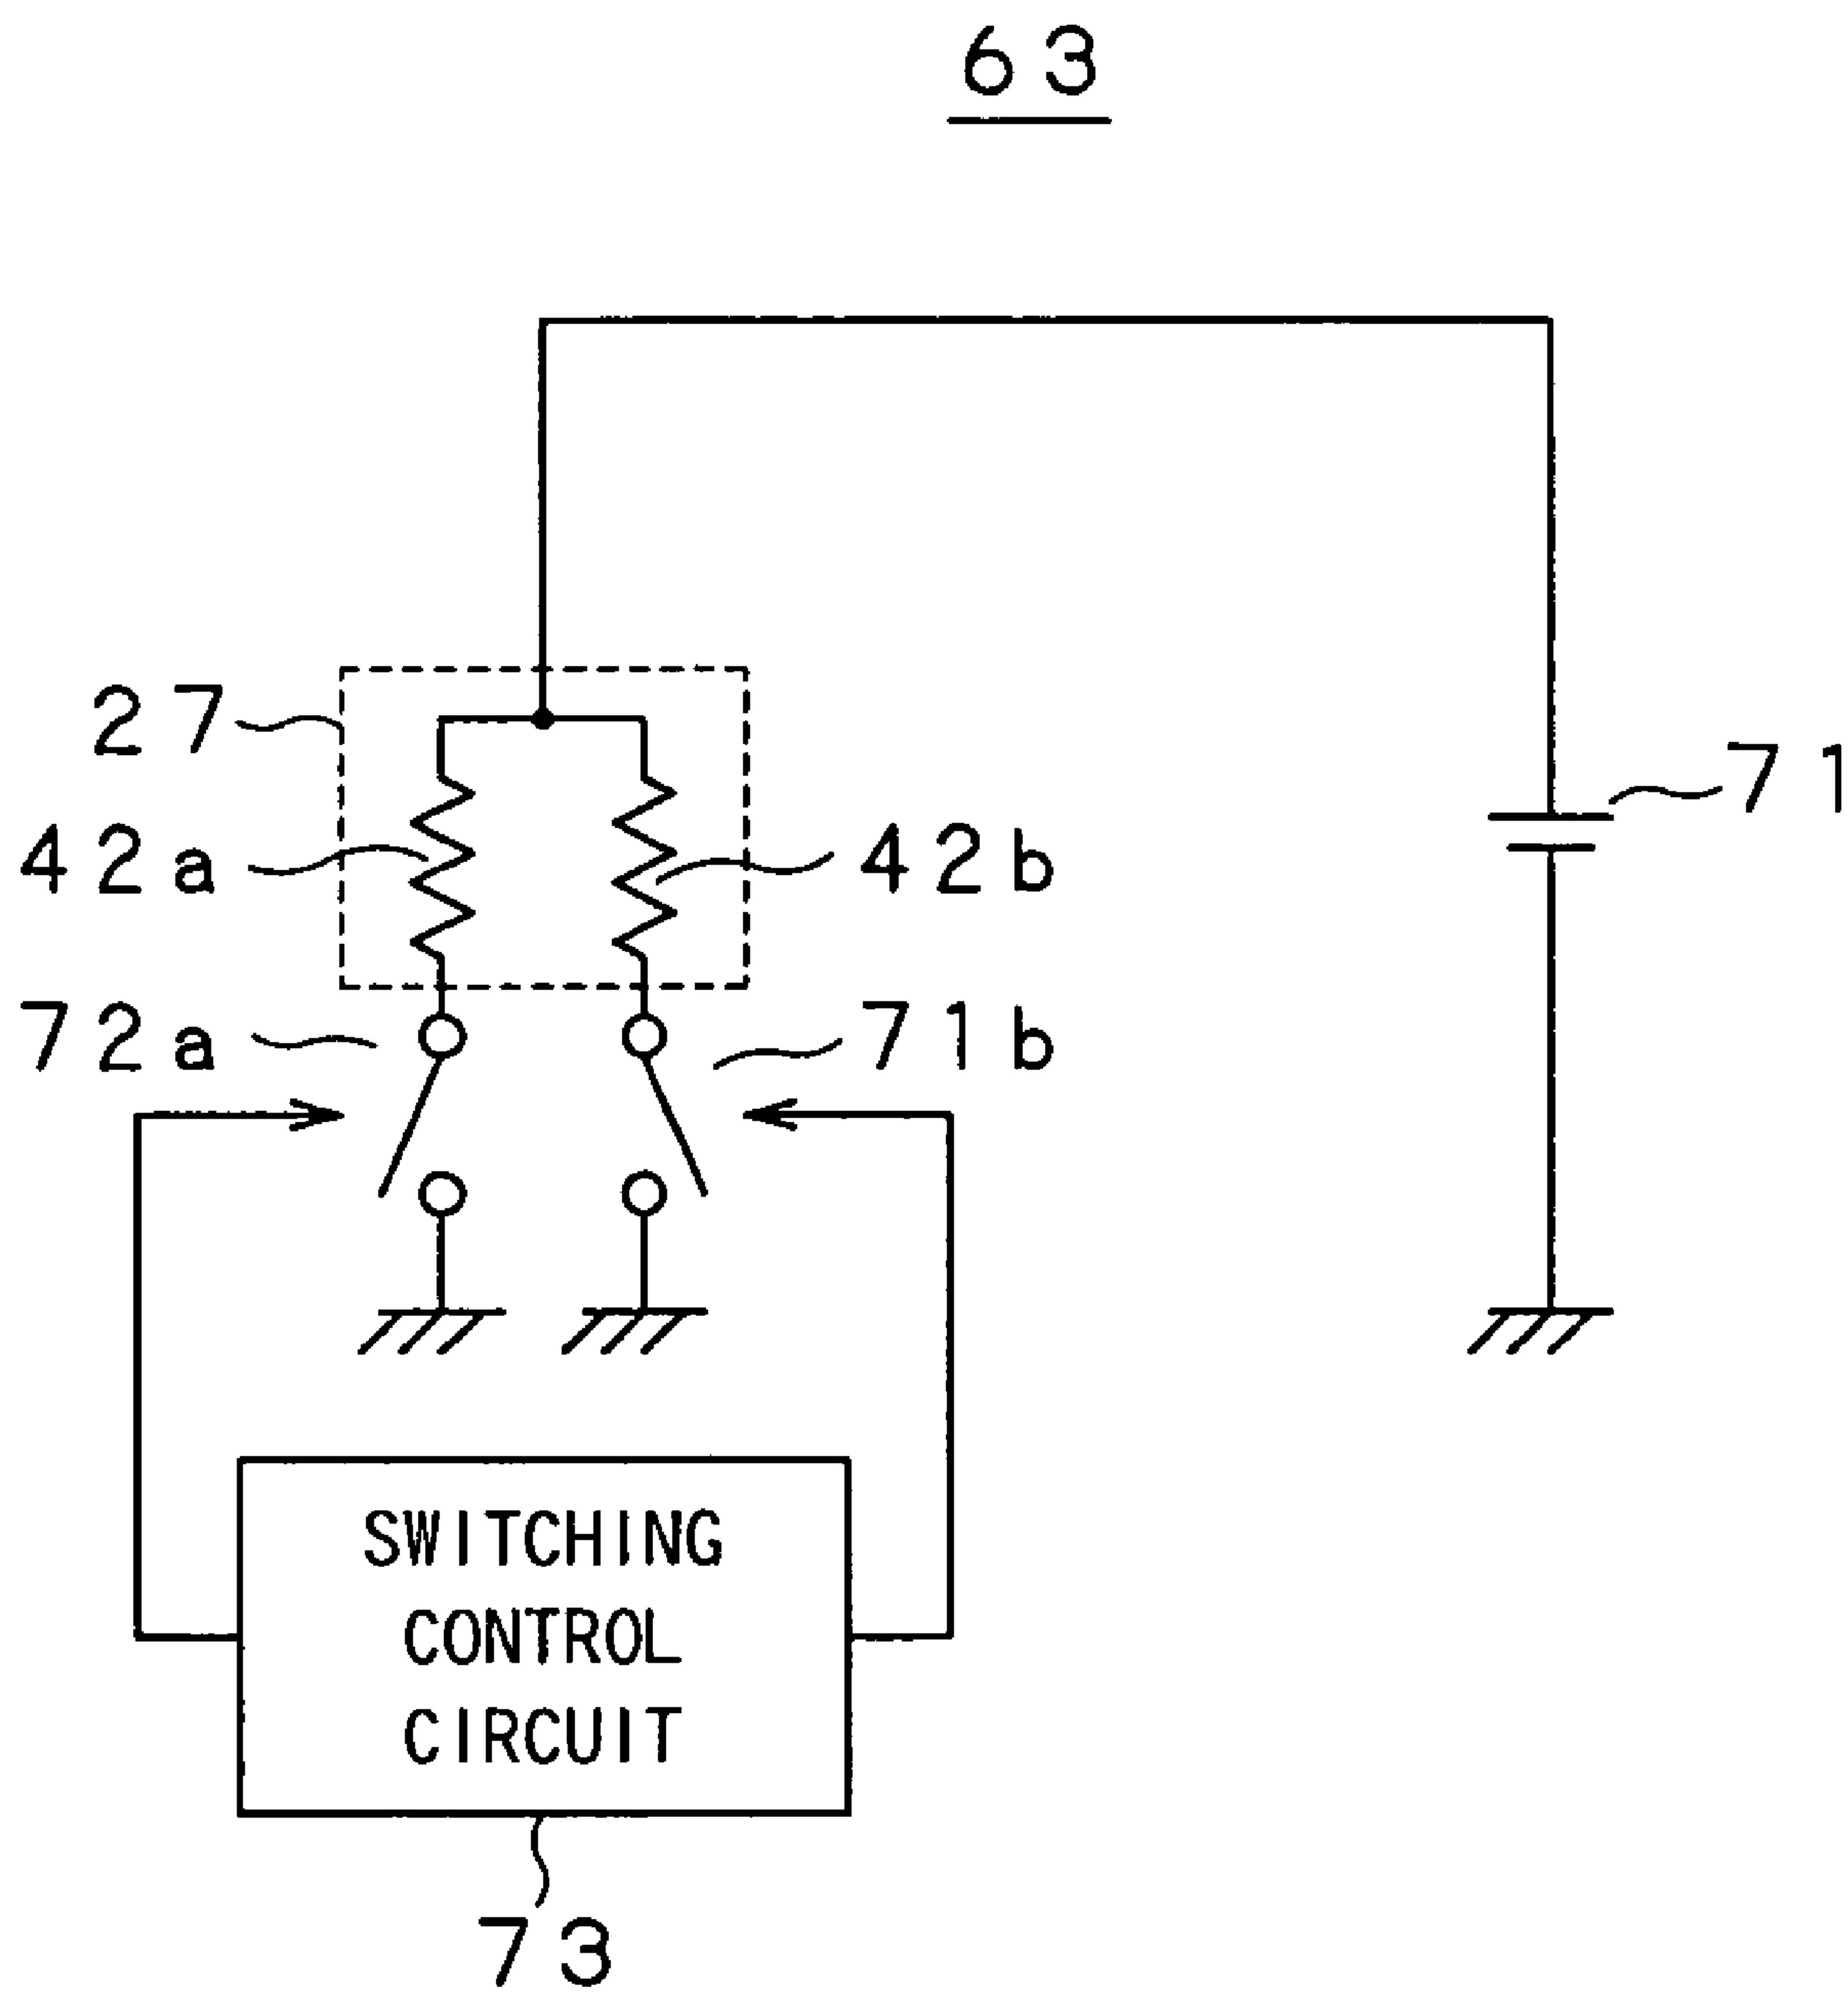 63
27
71
42a
42b
72a
71b
SWITCHING
CONTROL
CIRCUIT
73